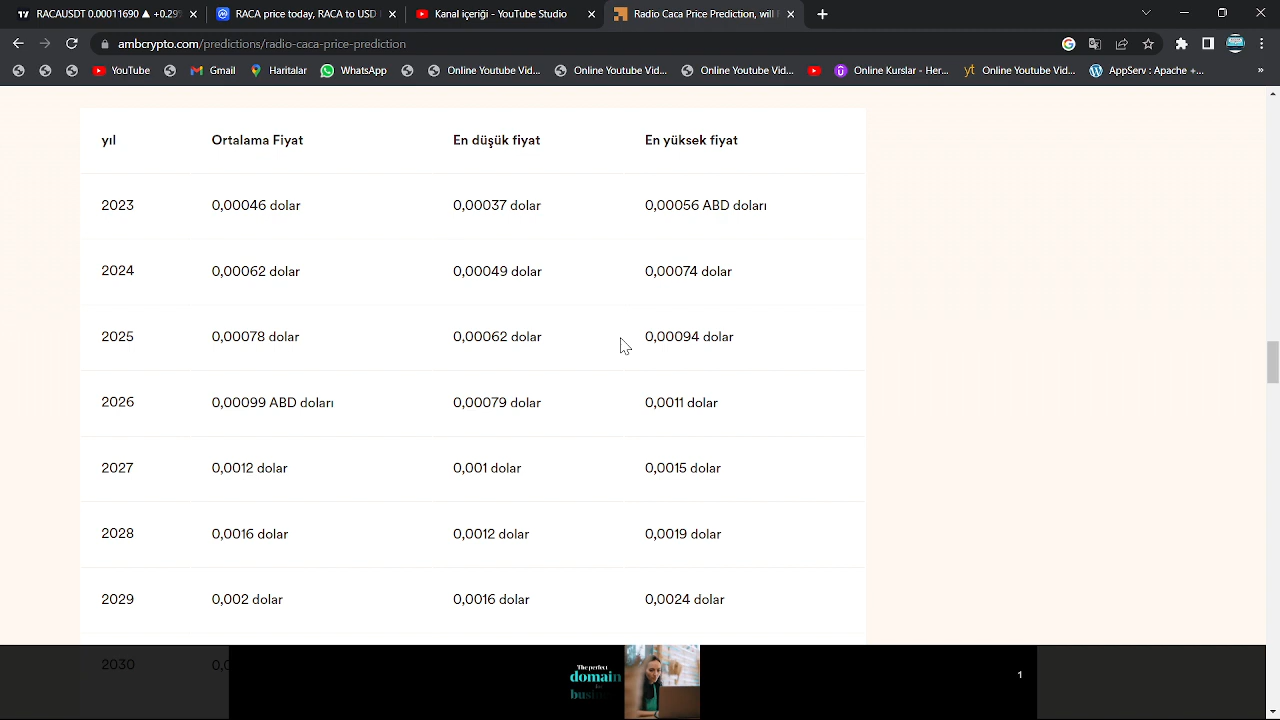 RACAUSDT 0.00011690 ▲ +0.299
RACA price today, RACA to USD
Kanal içeriği - YouTube Studio
Radio Caca Price Prediction, will
ambcrypto.com/predictions/radio-caca-price-prediction
YouTube
Gmail
Haritalar
WhatsApp
Online Youtube Vid...
Online Youtube Vid...
Online Youtube Vid...
Online Kurslar - Her...
yt Online Youtube Vid...
AppServ : Apache +...
yıl Ortalama Fiyat En düşük fiyat En yüksek fiyat
2023 0,00046 dolar 0,00037 dolar 0,00056 ABD doları
2024 0,00062 dolar 0,00049 dolar 0,00074 dolar
2025 0,00078 dolar 0,00062 dolar 0,00094 dolar
2026 0,00099 ABD doları 0,00079 dolar 0,0011 dolar
2027 0,0012 dolar 0,001 dolar 0,0015 dolar
2028 0,0016 dolar 0,0012 dolar 0,0019 dolar
2029 0,002 dolar 0,0016 dolar 0,0024 dolar
2030
The perfect
domain
1